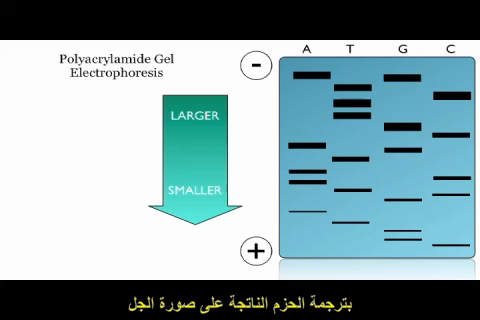 Polyacrylamide Gel
Electrophoresis
-
A T G C
LARGER
SMALLER
+
بترجمة الحزم الناتجة على صورة الجل